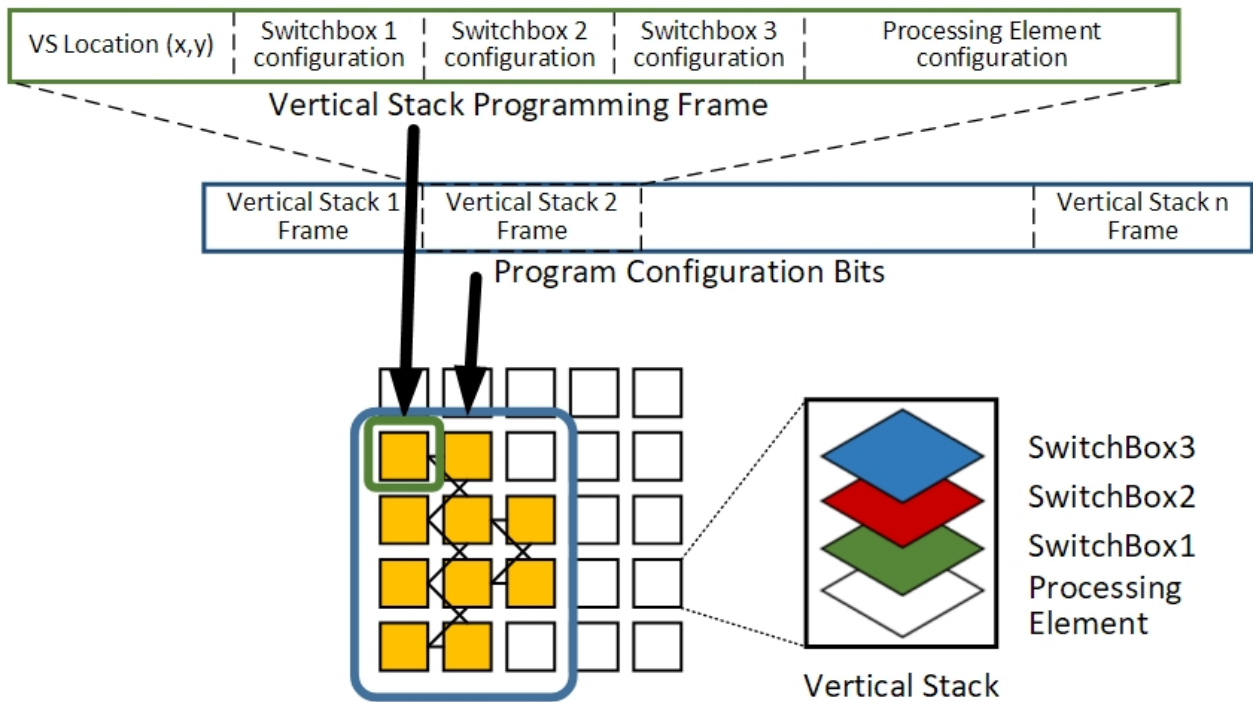 VS Location (x,y)
Switchbox 1
configuration
Switchbox 2
configuration
Switchbox 3
configuration
Processing Element
configuration
Vertical Stack Programming Frame
Vertical Stack 1
Frame
Vertical Stack 2
Frame
Vertical Stack n
Frame
Program Configuration Bits
SwitchBox3
SwitchBox2
SwitchBox1
Processing
Element
Vertical Stack